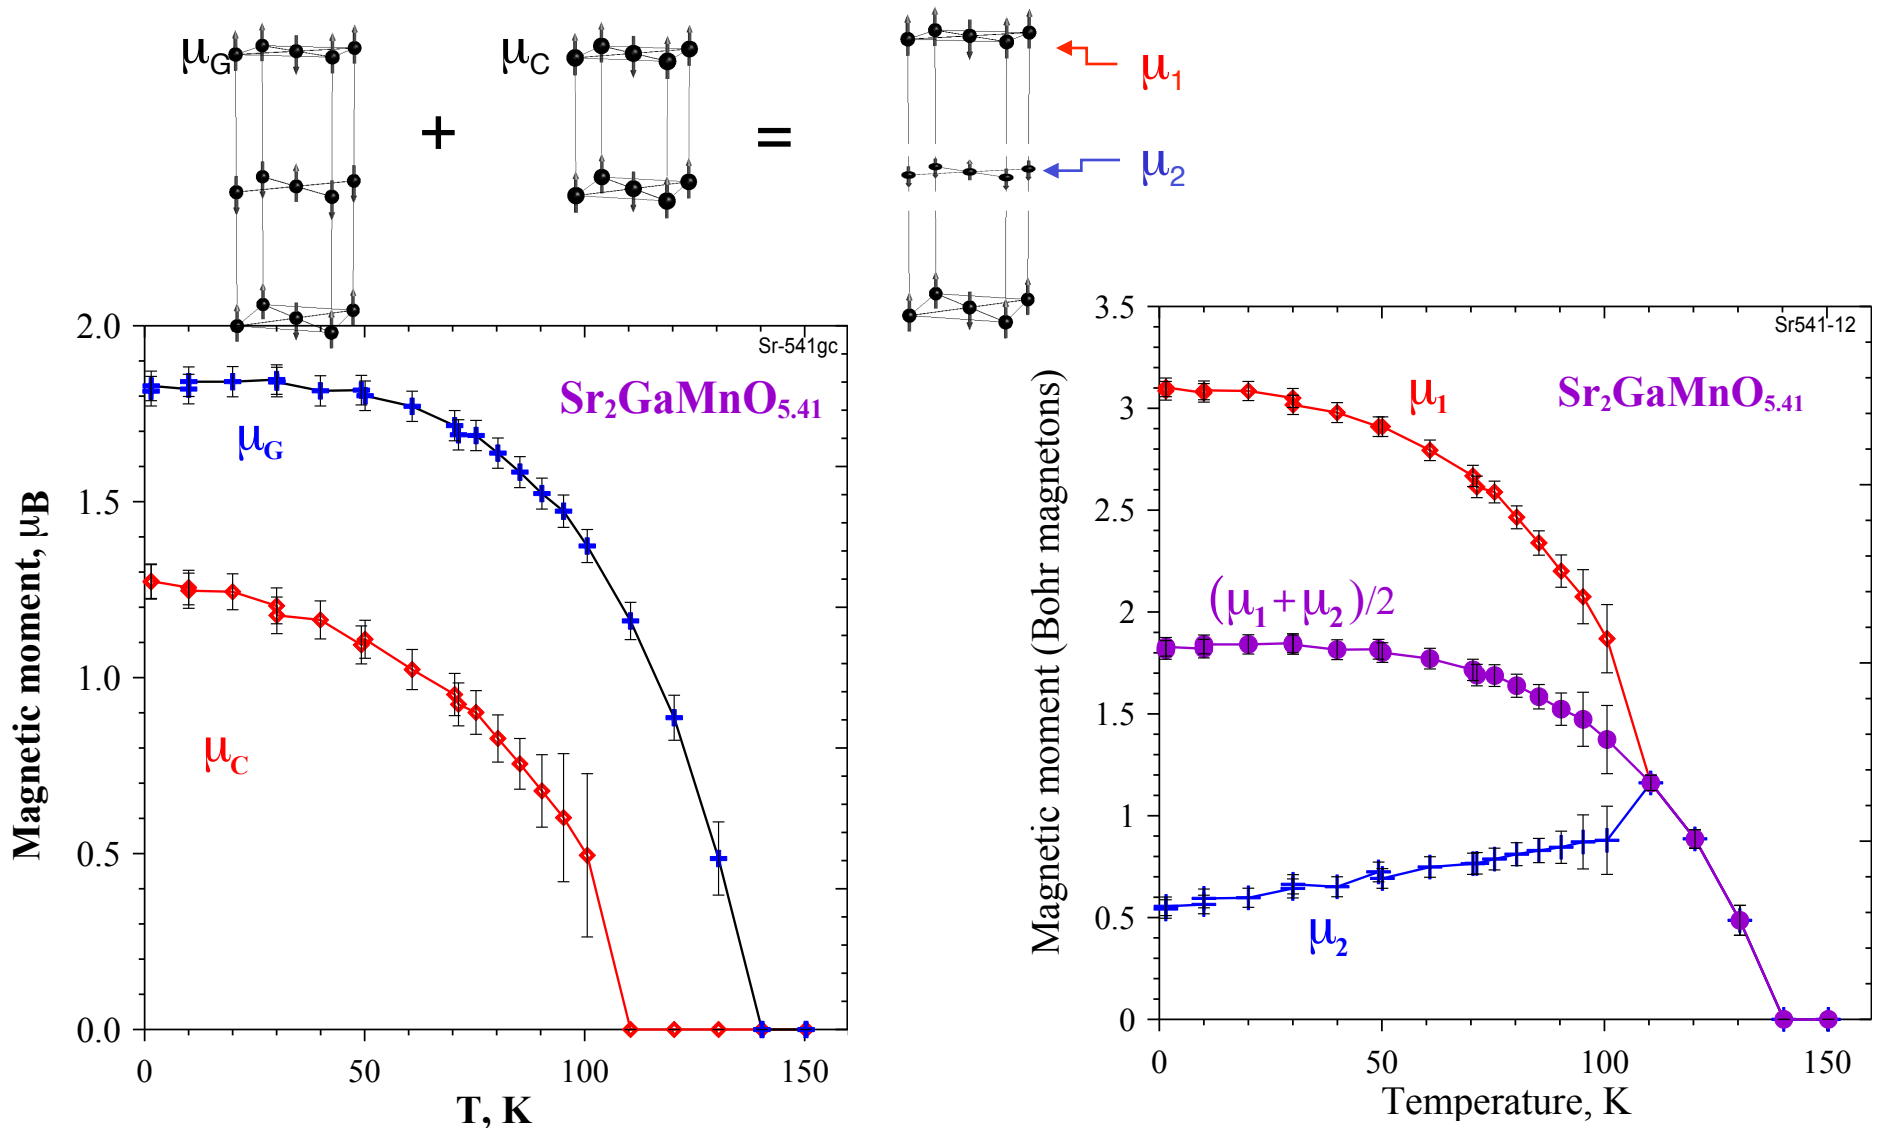 μG
+
μC
=
μ1
μ2
2.0
1.5
1.0
0.5
0.0
Magnetic moment, μB
Sr-541gc
Sr2GaMnO5.41
μG
μC
0
50
100
150
T, K
3.5
3
2.5
2
1.5
1
0.5
0
Magnetic moment (Bohr magnetons)
Sr541-12
Sr2GaMnO5.41
μ1
(μ1+μ2)/2
μ2
0
50
100
150
Temperature, K